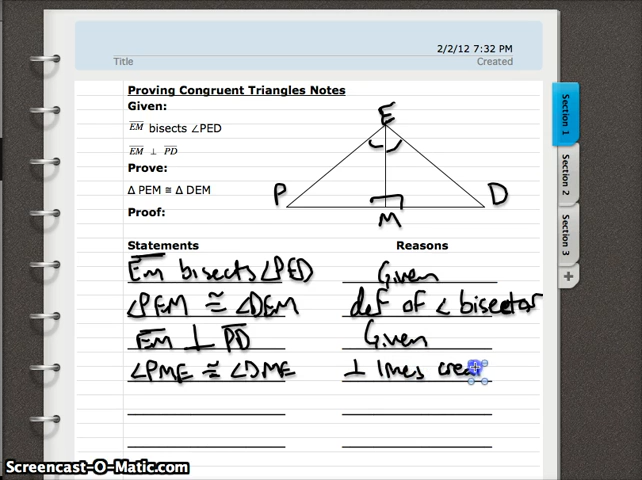 2/2/12 7:32 PM
Title Created
Proving Congruent Triangles Notes
Given:
EM bisects ∠PED
EM ⊥ PD
Prove:
Δ PEM ≅ Δ DEM
Proof:
E
P
D
M
Statements Reasons
EM bisects ∠PED Given
∠PEM ≅ ∠DEM def of ∠ bisector
EM ⊥ PD Given
∠PME ≅ ∠DME ⊥ lines creat
Section 1
Section 2
Section 3
+
Screencast-O-Matic.com